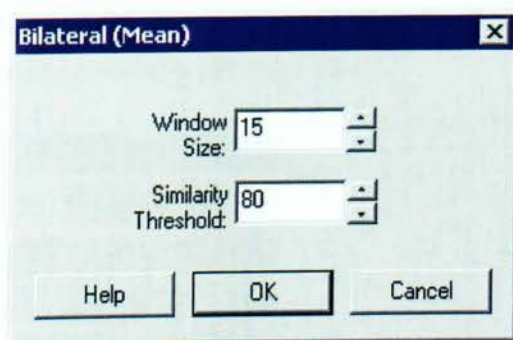 Bilateral (Mean)
Window 15
Size:
Similarity 80
Threshold:
Help OK Cancel